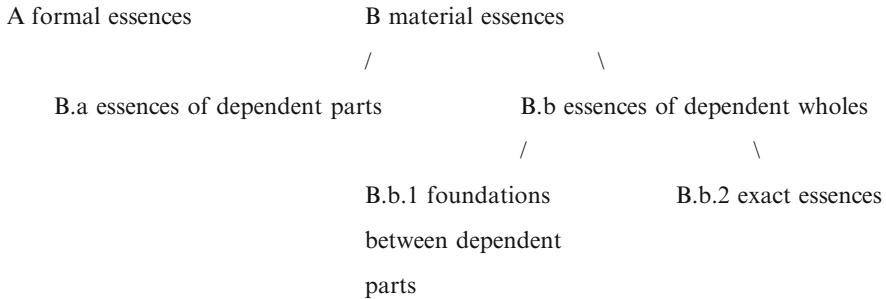 A formal essences B material essences
/ \
B.a essences of dependent parts B.b essences of dependent wholes
/ \
B.b.1 foundations B.b.2 exact essences
between dependent
parts